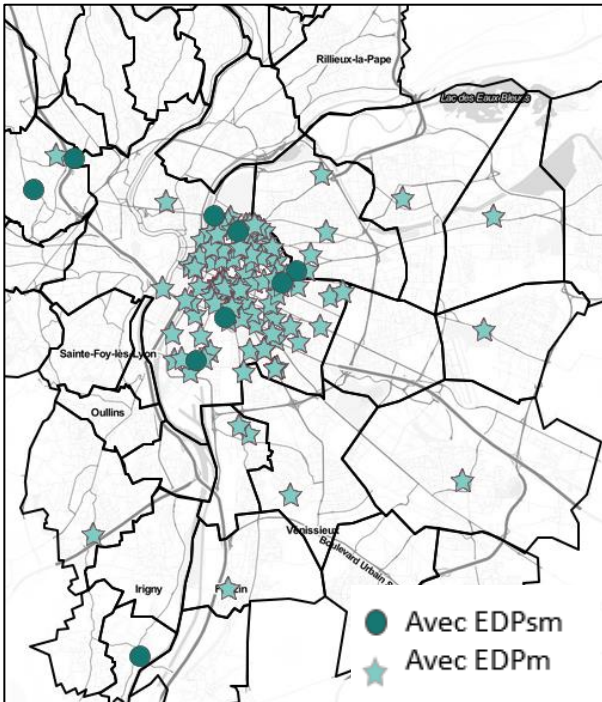 Rillieux-la-Pape
Lac des Eaux Bleues
Sainte-Foy-lès-Lyon
Oullins
Vénissieux
Boulevard Urbain
Irigny
Avec EDPsm
Avec EDPm